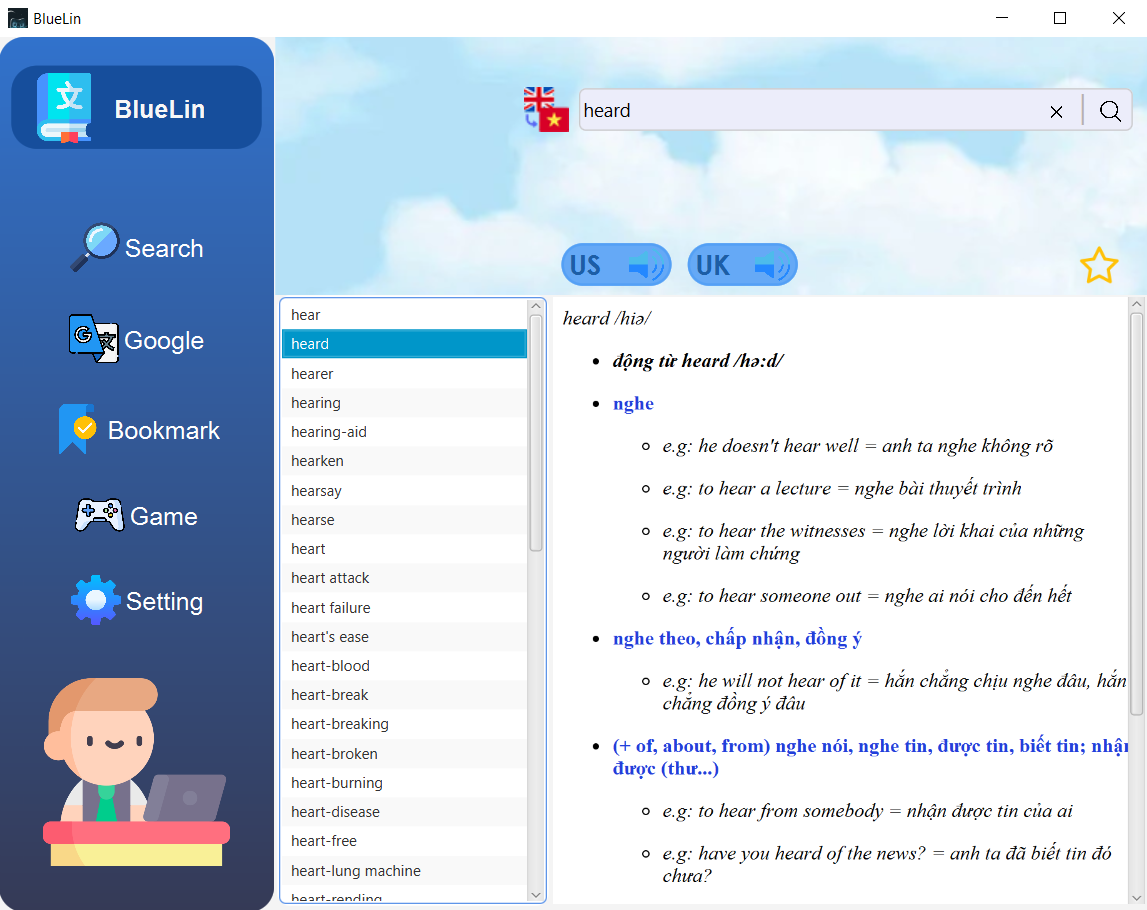 BlueLin
文
BlueLin
heard
Search
G 文
Google
Bookmark
Game
Setting
US
UK
hear
heard
hearer
hearing
hearing-aid
hearken
hearsay
hearse
heart
heart attack
heart failure
heart's ease
heart-blood
heart-break
heart-breaking
heart-broken
heart-burning
heart-disease
heart-free
heart-lung machine
heart-rending
heard /hiə/
động từ heard /hə:d/
nghe
e.g: he doesn't hear well = anh ta nghe không rõ
e.g: to hear a lecture = nghe bài thuyết trình
e.g: to hear the witnesses = nghe lời khai của những
người làm chứng
e.g: to hear someone out = nghe ai nói cho đến hết
nghe theo, chấp nhận, đồng ý
e.g: he will not hear of it = hắn chẳng chịu nghe đâu, hắn
chẳng đồng ý đâu
(+ of, about, from) nghe nói, nghe tin, được tin, biết tin; nhận
được (thư...)
e.g: to hear from somebody = nhận được tin của ai
e.g: have you heard of the news? = anh ta đã biết tin đó
chưa?